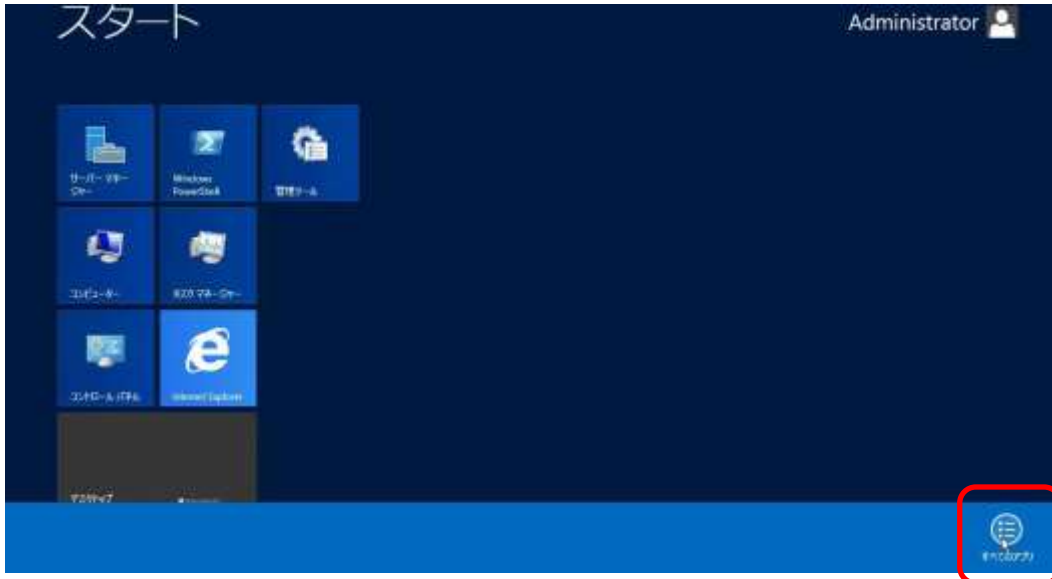 スタート
Administrator
サーバー マネー
ジャー
Windows
PowerShell
管理ツール
コンピューター
タスク マネージャー
コントロール パネル
Internet Explorer
デスクトップ
すべてのアプリ